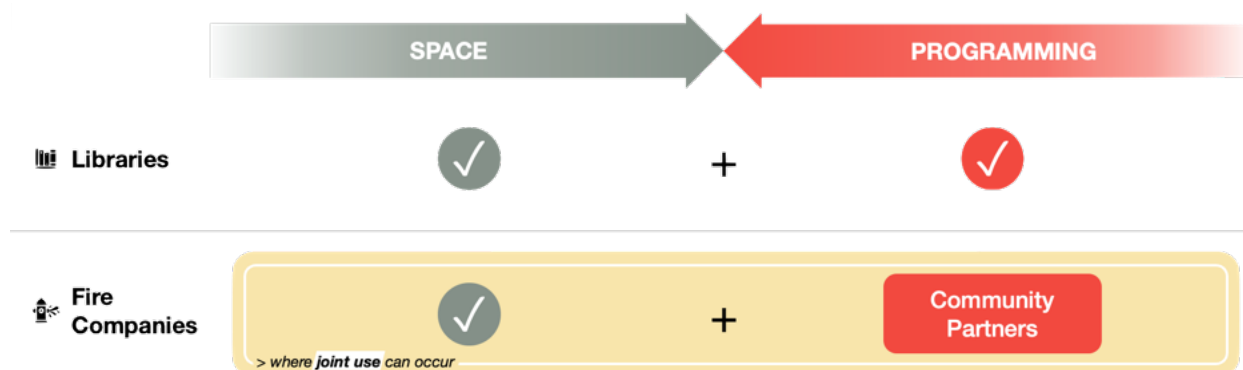 SPACE
PROGRAMMING
Libraries
+
Fire
Companies
+
Community
Partners
> where joint use can occur